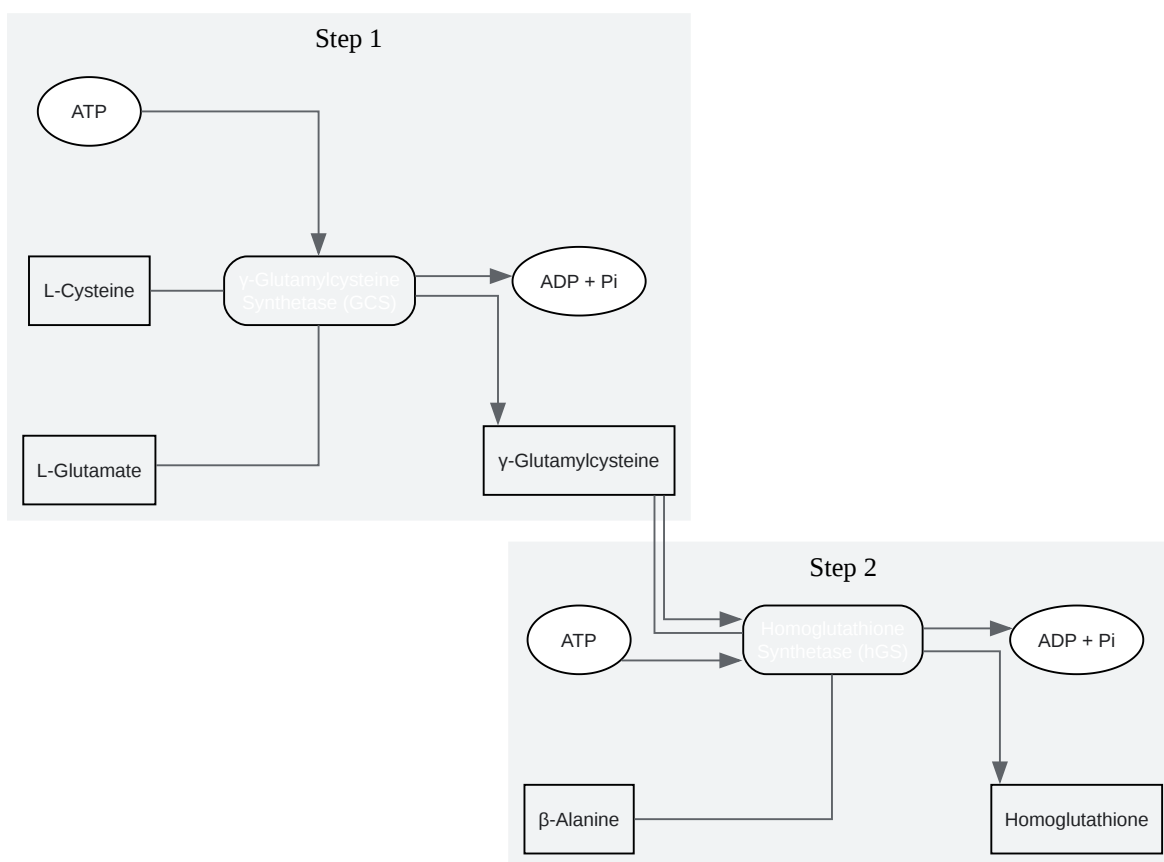 Step 1
ATP
L-Cysteine
γ-Glutamylcysteine
Synthetase (GCS)
ADP + Pi
L-Glutamate
γ-Glutamylcysteine
Step 2
ATP
Homoglutathione
Synthetase (hGS)
ADP + Pi
β-Alanine
Homoglutathione